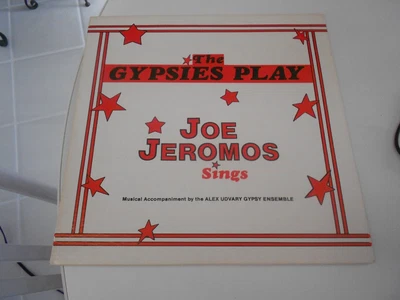 The
GYPSIES PLAY
JOE
JEROMOS
Sings
Musical Accompaniment by the ALEX UDVARY GYPSY ENSEMBLE